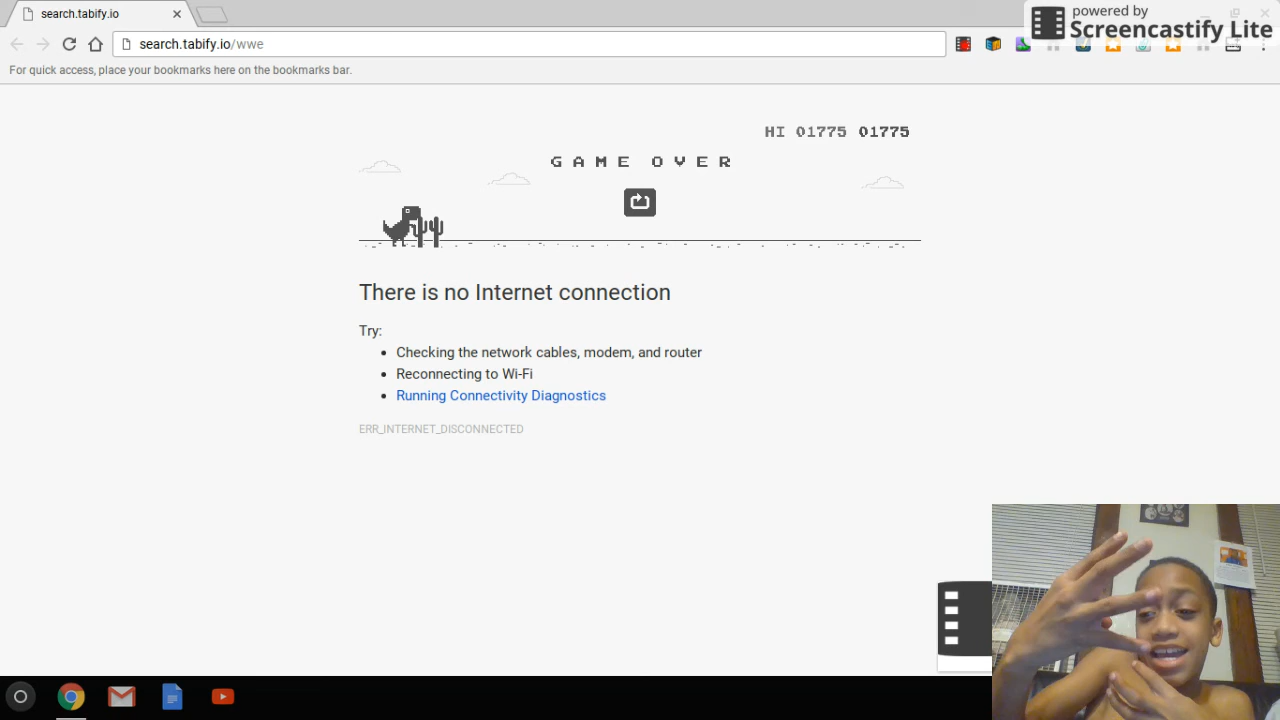 search.tabify.io
powered by
Screencastify Lite
search.tabify.io/wwe
For quick access, place your bookmarks here on the bookmarks bar.
HI 01775 01775
GAME OVER
There is no Internet connection
Try:
Checking the network cables, modem, and router
Reconnecting to Wi-Fi
Running Connectivity Diagnostics
ERR_INTERNET_DISCONNECTED